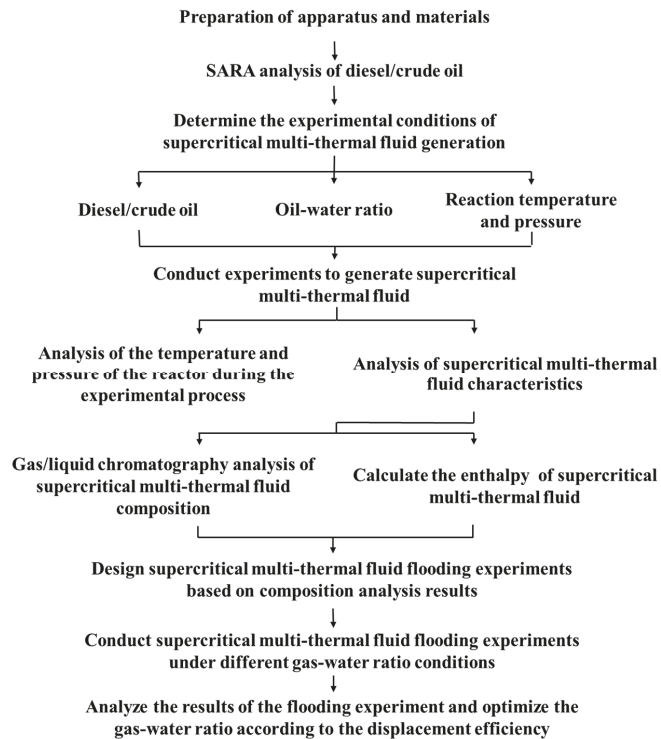 Preparation of apparatus and materials
SARA analysis of diesel/crude oil
Determine the experimental conditions of
supercritical multi-thermal fluid generation
Diesel/crude oil
Oil-water ratio
Reaction temperature
and pressure
Conduct experiments to generate supercritical
multi-thermal fluid
Analysis of the temperature and
pressure of the reactor during the
experimental process
Analysis of supercritical multi-thermal
fluid characteristics
Gas/liquid chromatography analysis of
supercritical multi-thermal fluid
composition
Calculate the enthalpy of supercritical
multi-thermal fluid
Design supercritical multi-thermal fluid flooding experiments
based on composition analysis results
Conduct supercritical multi-thermal fluid flooding experiments
under different gas-water ratio conditions
Analyze the results of the flooding experiment and optimize the
gas-water ratio according to the displacement efficiency